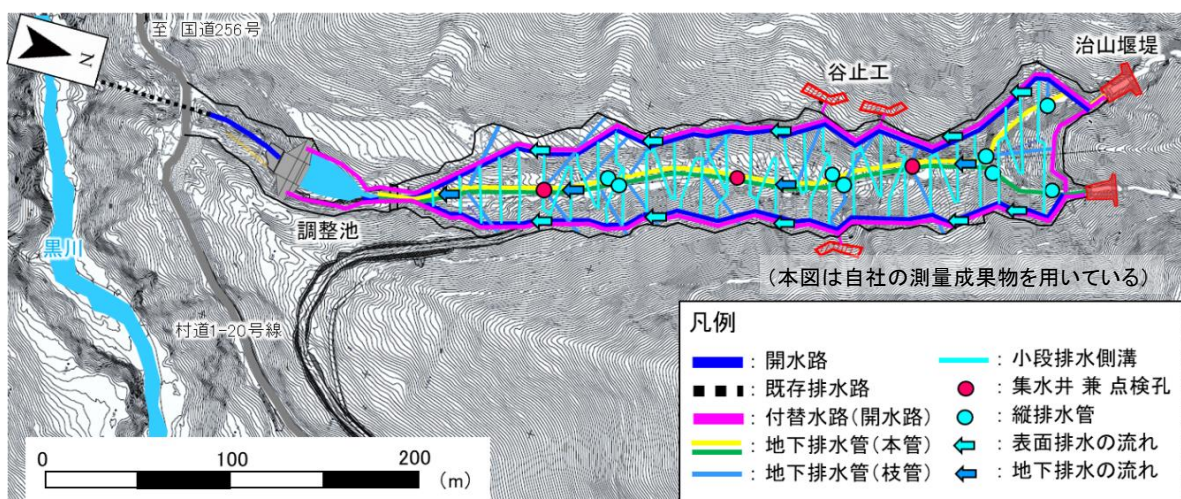 至 国道256号
治山堰堤
谷止工
N
調整池
黒川
(本図は自社の測量成果物を用いている)
村道1-20号線
凡例
: 開水路
: 既存排水路
: 付替水路(開水路)
: 地下排水管(本管)
: 地下排水管(枝管)
: 小段排水側溝
: 集水井 兼 点検孔
: 縦排水管
: 表面排水の流れ
: 地下排水の流れ
0 100 200 (m)